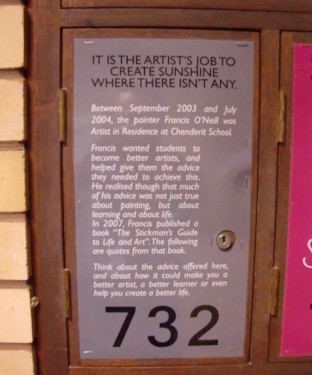 IT IS THE ARTIST'S JOB TO
CREATE SUNSHINE
WHERE THERE ISN'T ANY.
Between September 2003 and July
2004, the painter Francis O'Neill was
Artist in Residence at Chenderit School.
Francis wanted students to
become better artists, and
helped give them the advice
they needed to achieve this.
He realised though that much
of his advice was not just true
about painting, but about
learning and about life.
In 2007, Francis published a
book "The Stickman's Guide
to Life and Art". The following
are quotes from that book.
Think about the advice offered here,
and about how it could make you a
better artist, a better learner or even
help you create a better life.
732